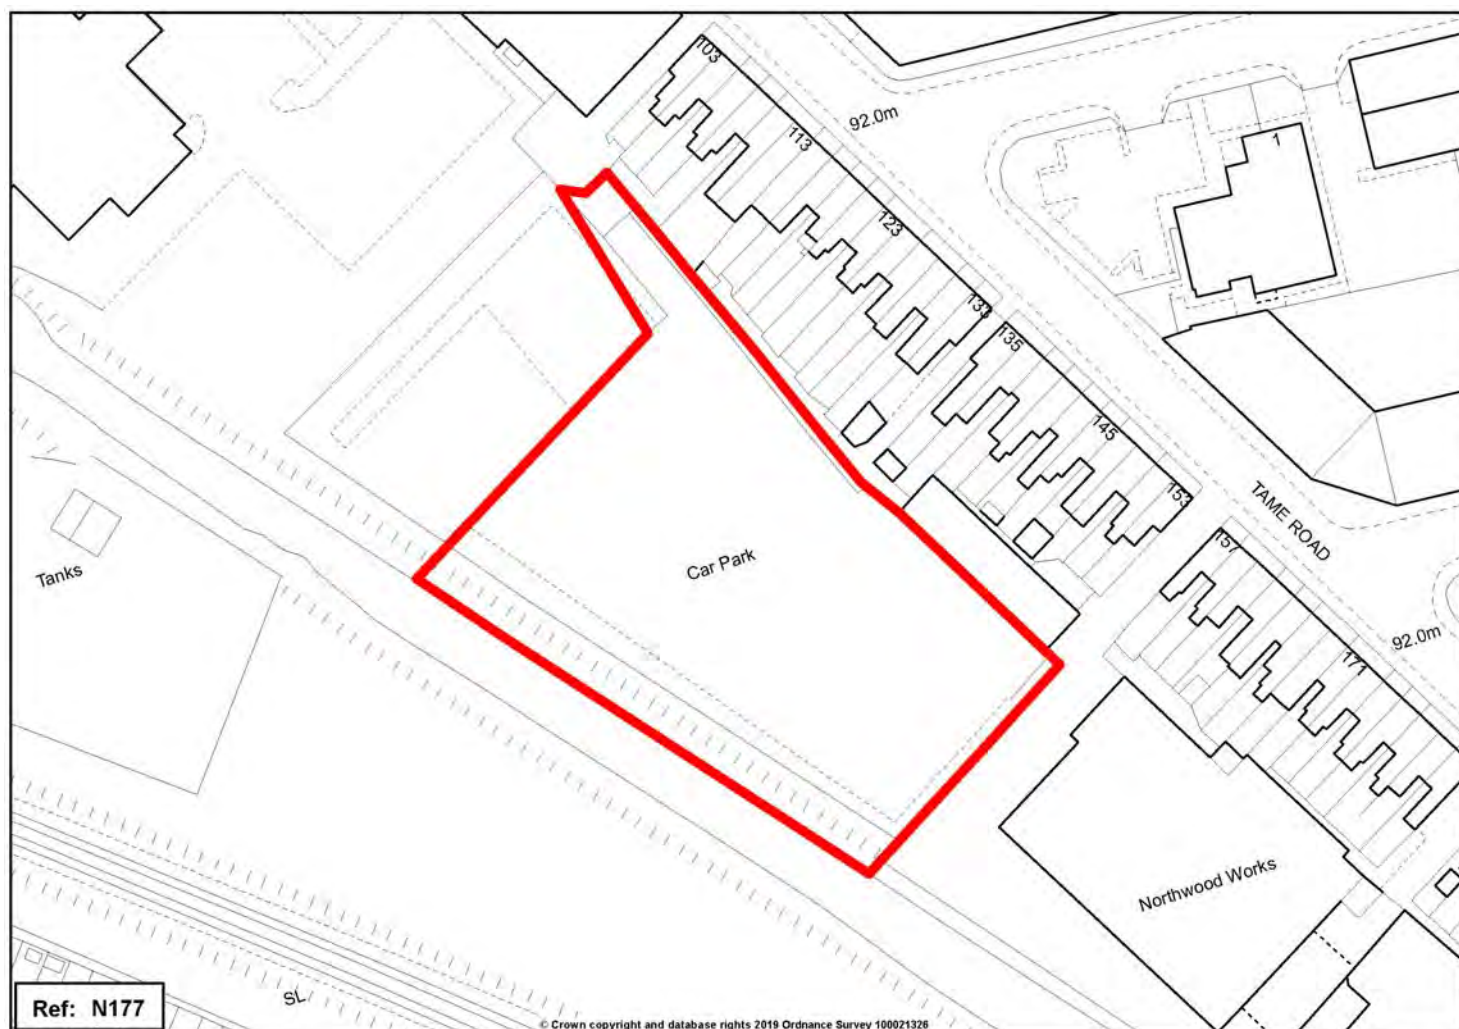 103
92.0m
113
1
123
133
135
145
153
TAME ROAD
157
Car Park
Tanks
92.0m
171
Northwood Works
SL
Ref: N177
© Crown copyright and database rights 2019 Ordnance Survey 100021326